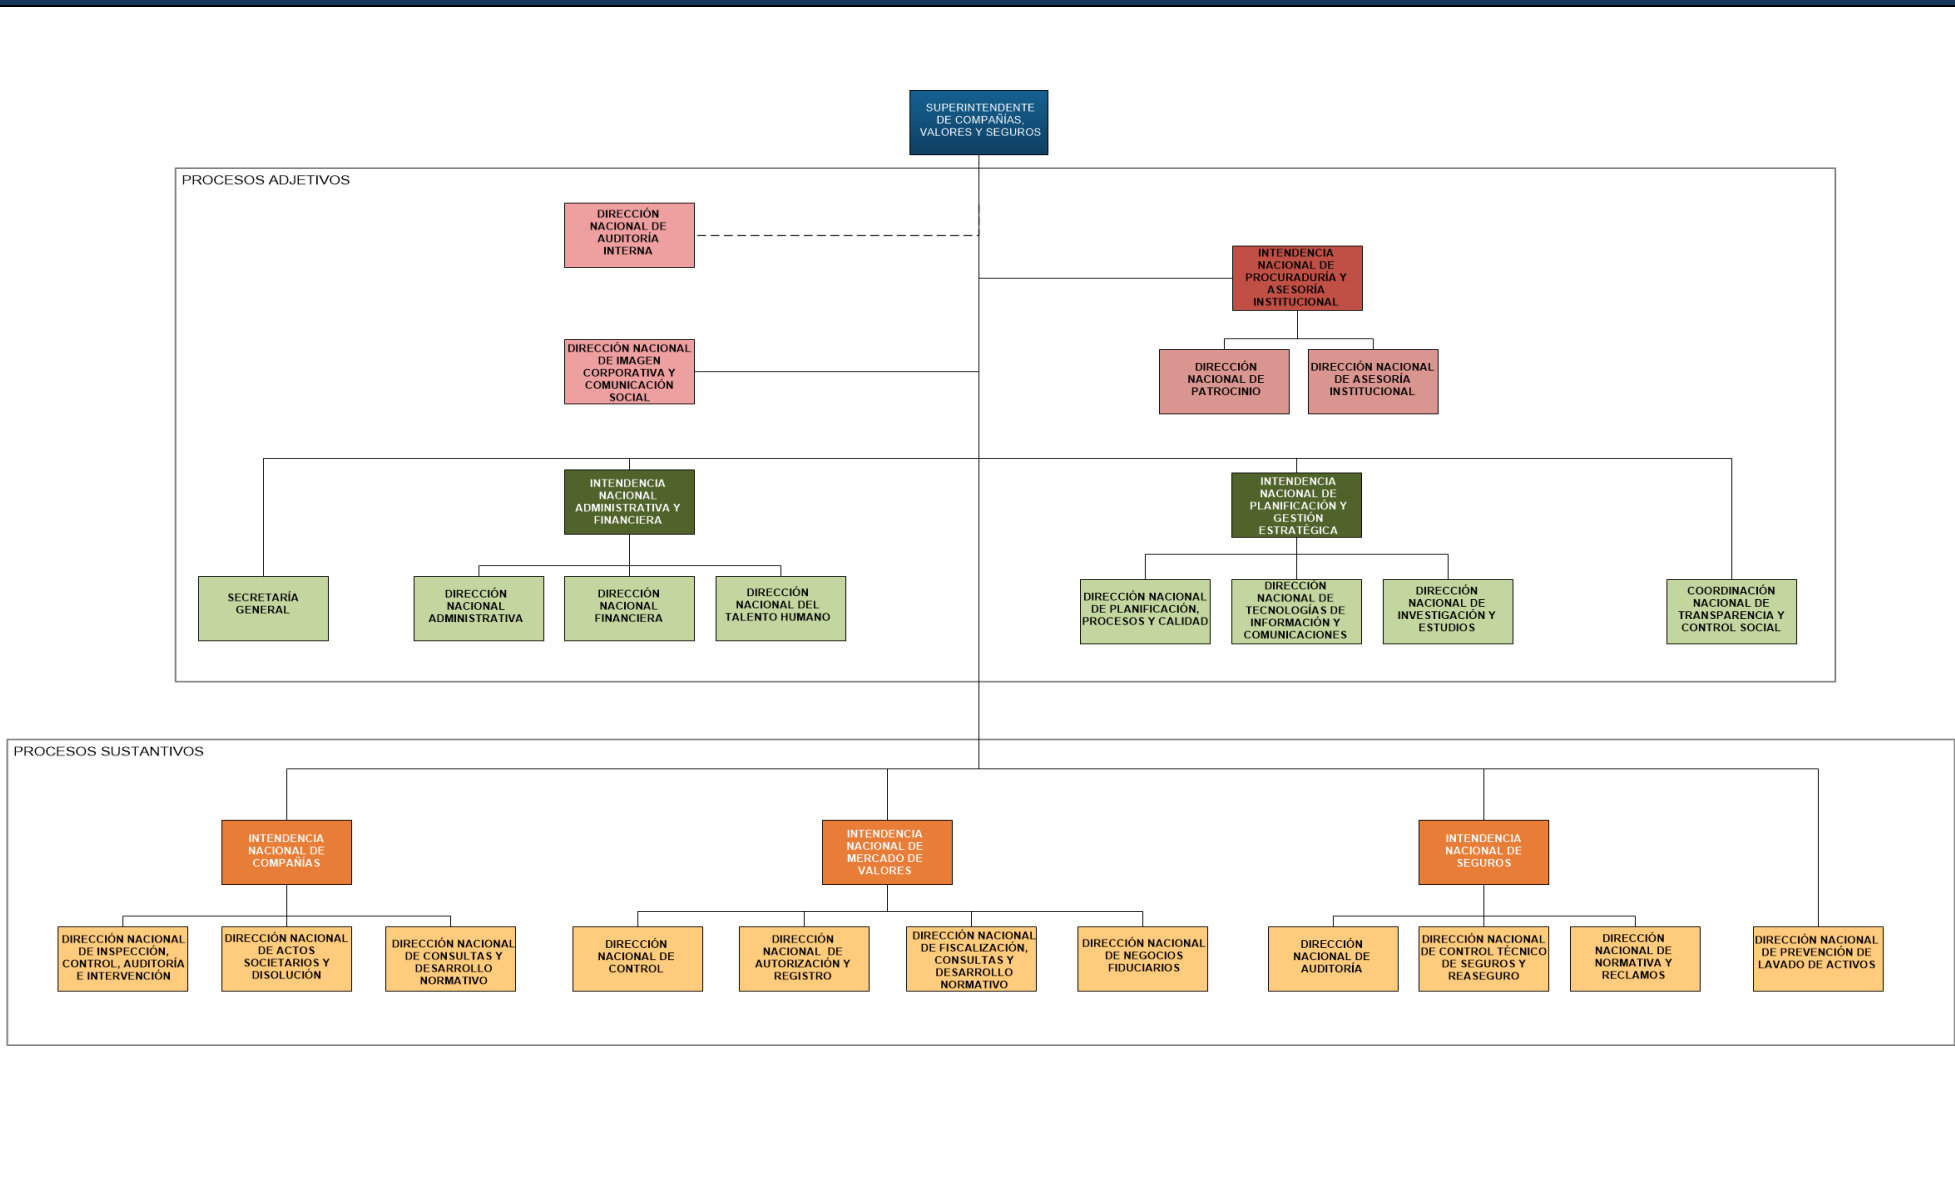 SUPERINTENDENTE
DE COMPAÑÍAS,
VALORES Y SEGUROS
PROCESOS ADJETIVOS
DIRECCIÓN
NACIONAL DE
AUDITORÍA
INTERNA
INTENDENCIA
NACIONAL DE
PROCURADURÍA Y
ASESORÍA
INSTITUCIONAL
DIRECCIÓN NACIONAL
DE IMAGEN
CORPORATIVA Y
COMUNICACIÓN
SOCIAL
DIRECCIÓN
NACIONAL DE
PATROCINIO
DIRECCIÓN NACIONAL
DE ASESORÍA
INSTITUCIONAL
INTENDENCIA
NACIONAL
ADMINISTRATIVA Y
FINANCIERA
INTENDENCIA
NACIONAL DE
PLANIFICACIÓN Y
GESTIÓN
ESTRATÉGICA
SECRETARÍA
GENERAL
DIRECCIÓN
NACIONAL
ADMINISTRATIVA
DIRECCIÓN
NACIONAL
FINANCIERA
DIRECCIÓN
NACIONAL DEL
TALENTO HUMANO
DIRECCIÓN NACIONAL
DE PLANIFICACIÓN,
PROCESOS Y CALIDAD
DIRECCIÓN
NACIONAL DE
TECNOLOGÍAS DE
INFORMACIÓN Y
COMUNICACIONES
DIRECCIÓN
NACIONAL DE
INVESTIGACIÓN Y
ESTUDIOS
COORDINACIÓN
NACIONAL DE
TRANSPARENCIA Y
CONTROL SOCIAL
PROCESOS SUSTANTIVOS
INTENDENCIA
NACIONAL DE
COMPAÑÍAS
INTENDENCIA
NACIONAL DE
MERCADO DE
VALORES
INTENDENCIA
NACIONAL DE
SEGUROS
DIRECCIÓN NACIONAL
DE INSPECCIÓN,
CONTROL, AUDITORÍA
E INTERVENCIÓN
DIRECCIÓN NACIONAL
DE ACTOS
SOCIETARIOS Y
DISOLUCIÓN
DIRECCIÓN NACIONAL
DE CONSULTAS Y
DESARROLLO
NORMATIVO
DIRECCIÓN
NACIONAL DE
CONTROL
DIRECCIÓN
NACIONAL DE
AUTORIZACIÓN Y
REGISTRO
DIRECCIÓN NACIONAL
DE FISCALIZACIÓN,
CONSULTAS Y
DESARROLLO
NORMATIVO
DIRECCIÓN NACIONAL
DE NEGOCIOS
FIDUCIARIOS
DIRECCIÓN
NACIONAL DE
AUDITORÍA
DIRECCIÓN NACIONAL
DE CONTROL TÉCNICO
DE SEGUROS Y
REASEGURO
DIRECCIÓN
NACIONAL DE
NORMATIVA Y
RECLAMOS
DIRECCIÓN NACIONAL
DE PREVENCIÓN DE
LAVADO DE ACTIVOS